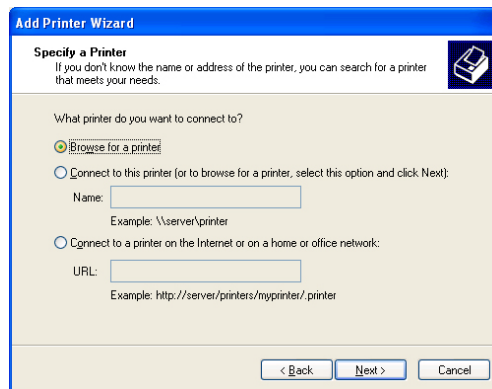 Add Printer Wizard
Specify a Printer
If you don't know the name or address of the printer, you can search for a printer
that meets your needs.
What printer do you want to connect to?
Browse for a printer
Connect to this printer (or to browse for a printer, select this option and click Next):
Name:
Example: \\server\printer
Connect to a printer on the Internet or on a home or office network:
URL:
Example: http://server/printers/myprinter/.printer
< Back Next > Cancel